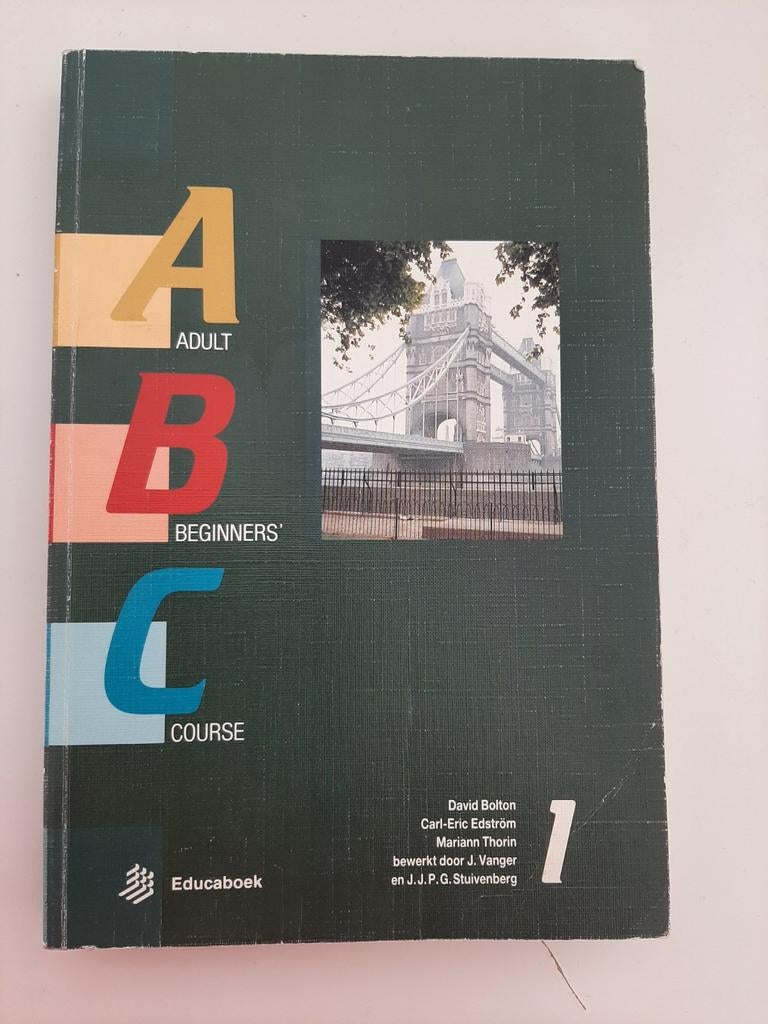 A
ADULT
B
BEGINNERS'
C
COURSE
David Bolton
Carl-Eric Edström
Mariann Thorin
bewerkt door J. Vanger
en J.J.P.G. Stuivenberg
1
Educaboek